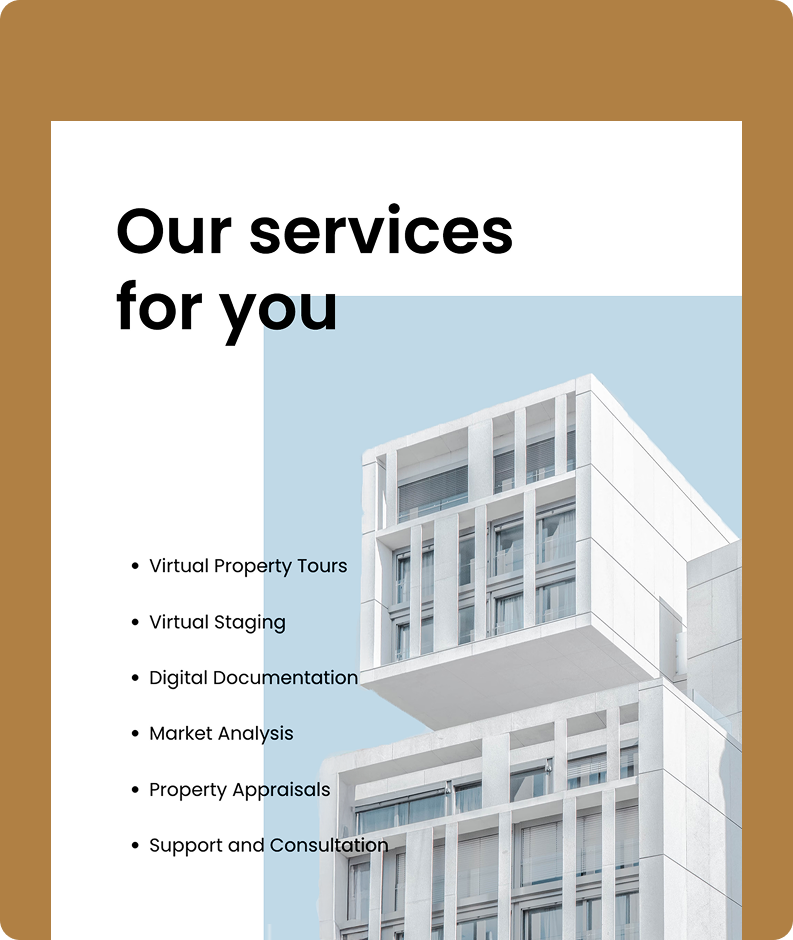 Our services
for you
• Virtual Property Tours
• Virtual Staging
• Digital Documentation
• Market Analysis
• Property Appraisals
• Support and Consultation